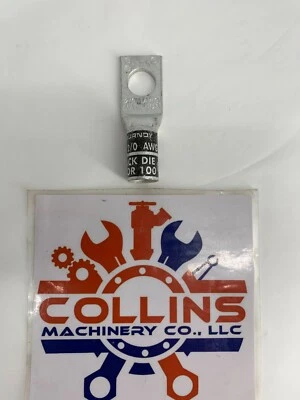 2/0 AWG
CK DIE
OR 100
COLLINS
MACHINERY CO., LLC